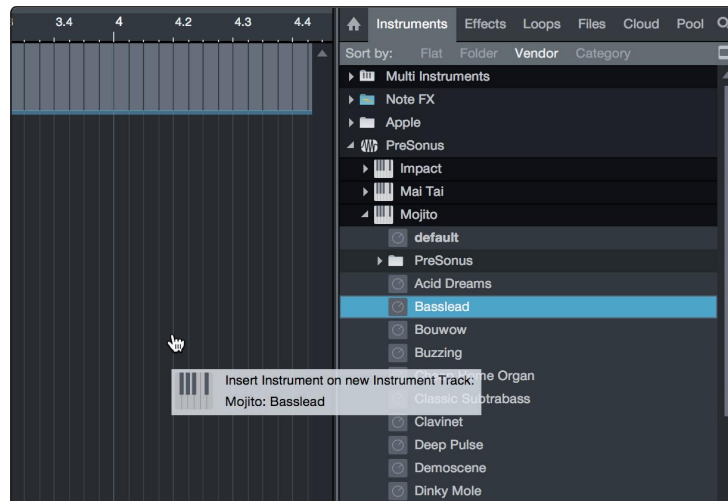 3.4 4 4.2 4.3 4.4
Instruments Effects Loops Files Cloud Pool
Sort by: Flat Folder Vendor Category
Multi Instruments
Note FX
Apple
PreSonus
Impact
Mai Tai
Mojito
default
PreSonus
Acid Dreams
Basslead
Bouwow
Buzzing
Home Organ
Insert Instrument on new Instrument Track:
Mojito: Basslead
Classic Subtrabass
Clavinet
Deep Pulse
Demoscene
Dinky Mole